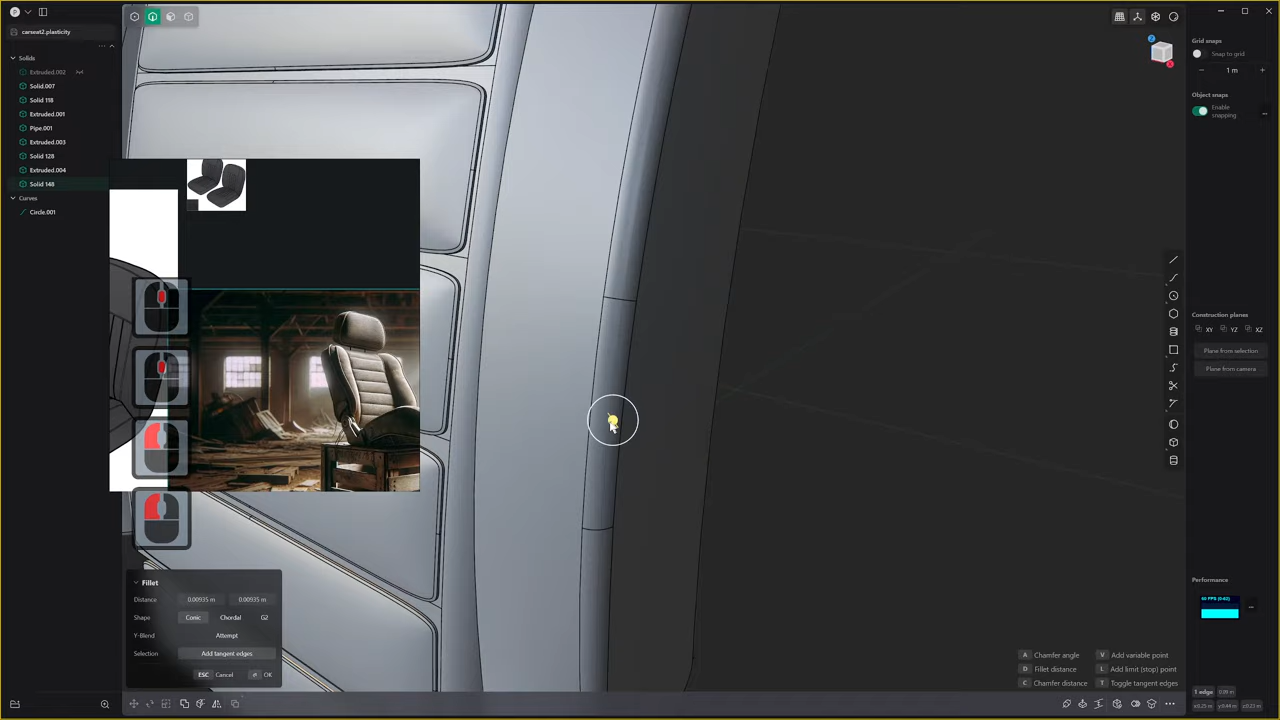 carseat2.plasticity
Solids
Extruded.002
Solid.007
Solid 118
Extruded.001
Pipe.001
Extruded.003
Solid 128
Extruded.004
Solid 148
Curves
Circle.001
Fillet
Distance 0.00935 m 0.00935 m
Shape Conic Chordal G2
Y-Blend Attempt
Selection Add tangent edges
ESC Cancel OK
Grid snaps
Snap to grid
1 m
Object snaps
Enable snapping
Construction planes
XY YZ XZ
Plane from selection
Plane from camera
Performance
A Chamfer angle V Add variable point
D Fillet distance L Add limit (stop) point
C Chamfer distance T Toggle tangent edges
1 edge